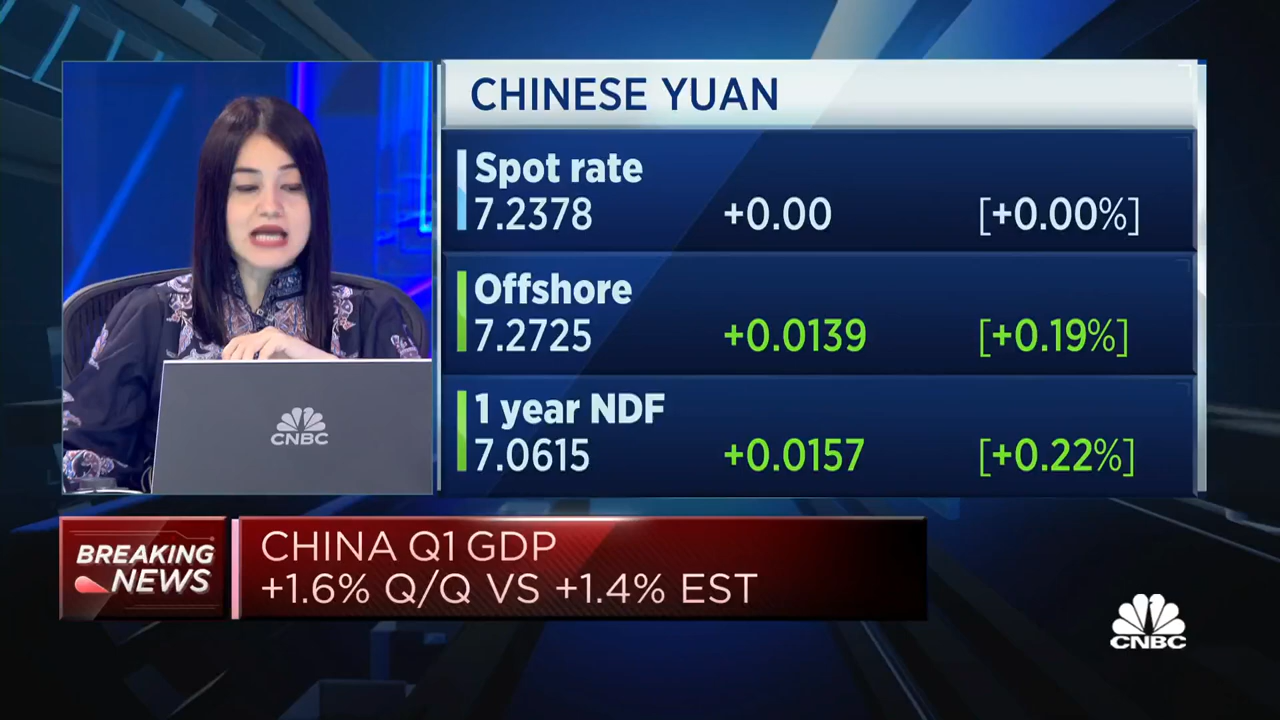 CHINESE YUAN
Spot rate
7.2378 +0.00 [+0.00%]
Offshore
7.2725 +0.0139 [+0.19%]
1 year NDF
7.0615 +0.0157 [+0.22%]
CNBC
BREAKING NEWS
CHINA Q1 GDP
+1.6% Q/Q VS +1.4% EST
CNBC